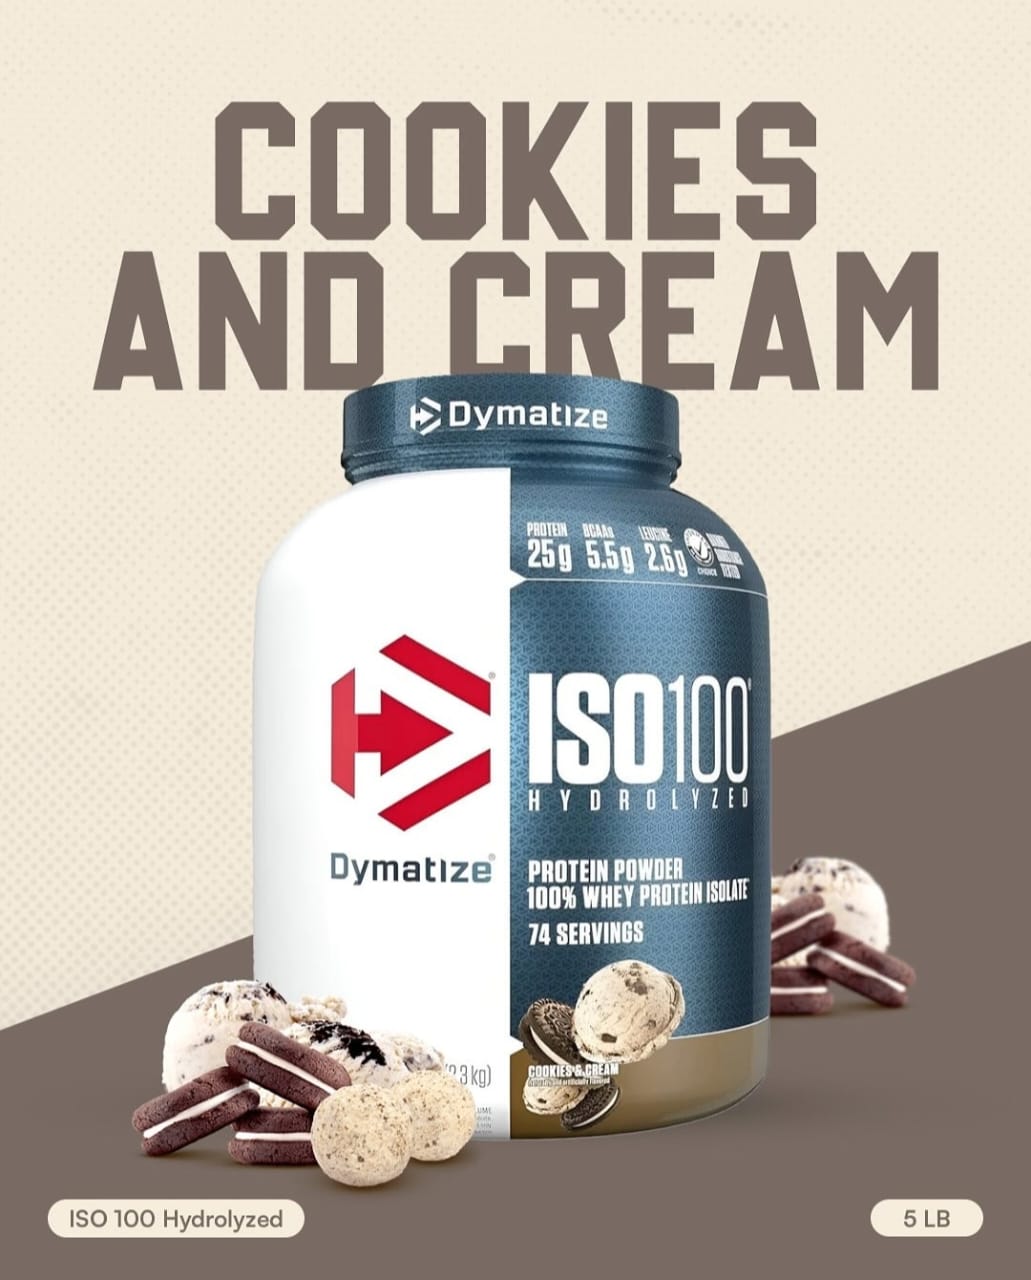 COOKIES
AND CREAM
Dymatize
PROTEIN BCAAs LEUCINE
25g 5.5g 2.6g
ISO100®
HYDROLYZED
Dymatize®
PROTEIN POWDER
100% WHEY PROTEIN ISOLATE
74 SERVINGS
COOKIES & CREAM
ISO 100 Hydrolyzed
5 LB